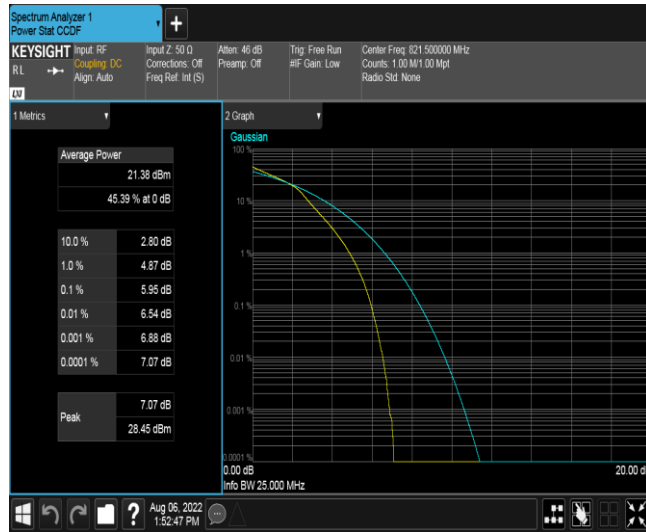 Spectrum Analyzer 1
Power Stat CCDF
+
KEYSIGHT
RL
LXI
Input: RF
Coupling: DC
Align: Auto
Input Z: 50 Ω
Corrections: Off
Freq Ref: Int (S)
Atten: 46 dB
Preamp: Off
Trig: Free Run
#IF Gain: Low
Center Freq: 821.500000 MHz
Counts: 1.00 M/1.00 Mpt
Radio Std: None
1 Metrics
Average Power
21.38 dBm
45.39 % at 0 dB
10.0 % 2.80 dB
1.0 % 4.87 dB
0.1 % 5.95 dB
0.01 % 6.54 dB
0.001 % 6.88 dB
0.0001 % 7.07 dB
Peak
7.07 dB
28.45 dBm
2 Graph
Gaussian
100 %
10 %
1 %
0.1 %
0.01 %
0.001 %
0.0001 %
0.00 dB
20.00 d
Info BW 25.000 MHz
?
Aug 06, 2022
1:52:47 PM